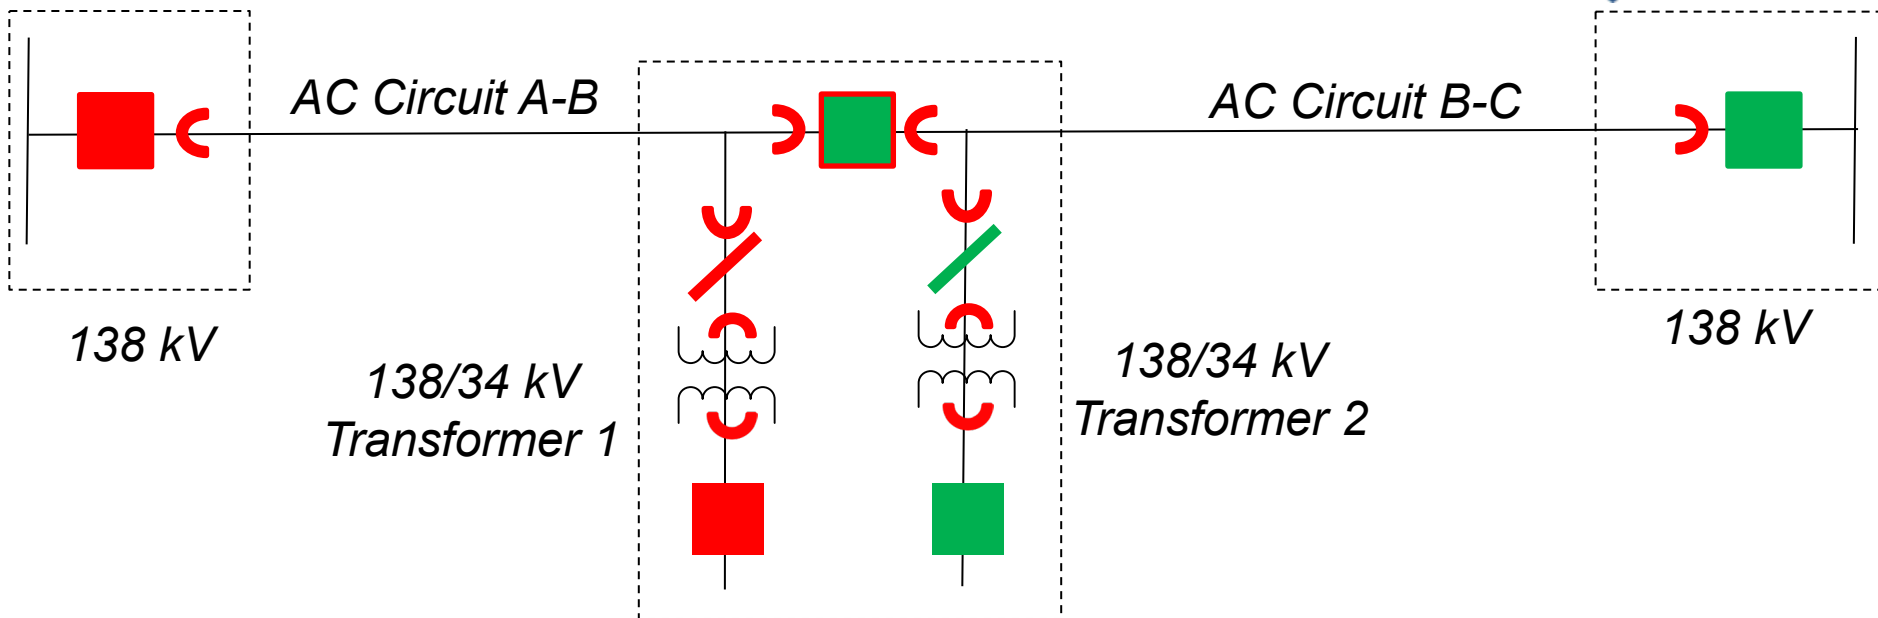 AC Circuit A-B
AC Circuit B-C
138 kV
138/34 kV
Transformer 1
138/34 kV
Transformer 2
138 kV